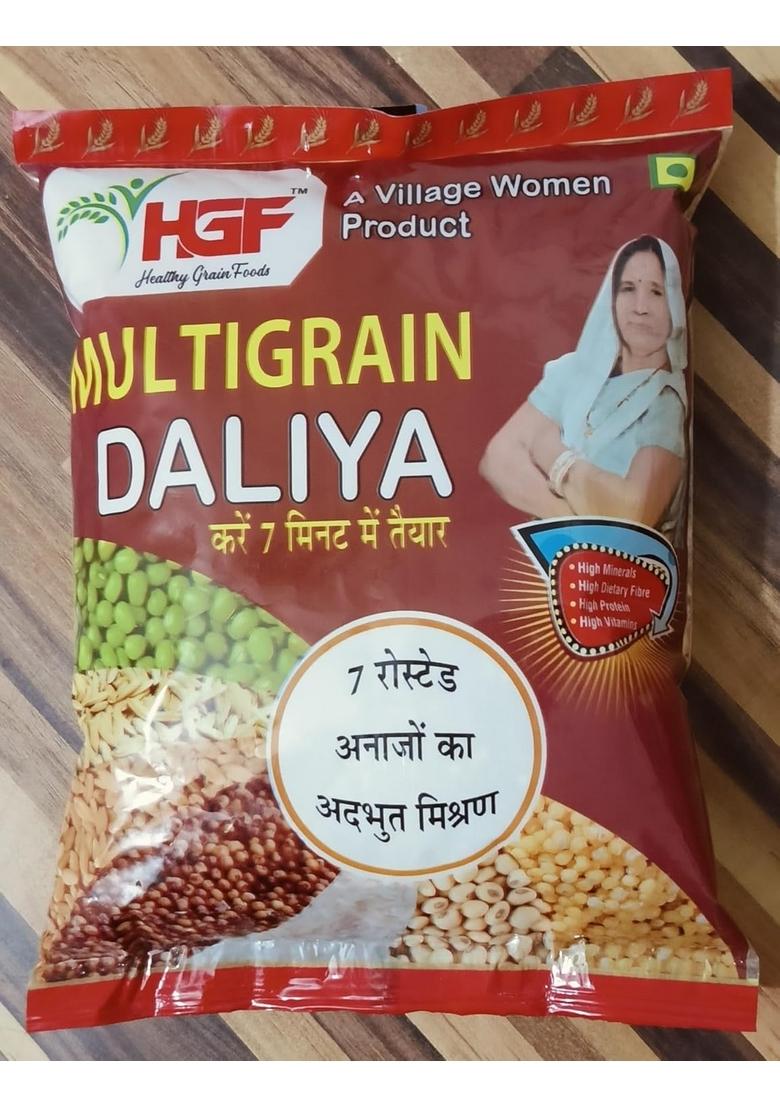 HGF™
Healthy Grain Foods
A Village Women
Product
MULTIGRAIN
DALIYA
करें 7 मिनट में तैयार
• High Minerals
• High Dietary Fibre
• High Protein
• High Vitamins
7 रोस्टेड
अनाजों का
अदभुत मिश्रण